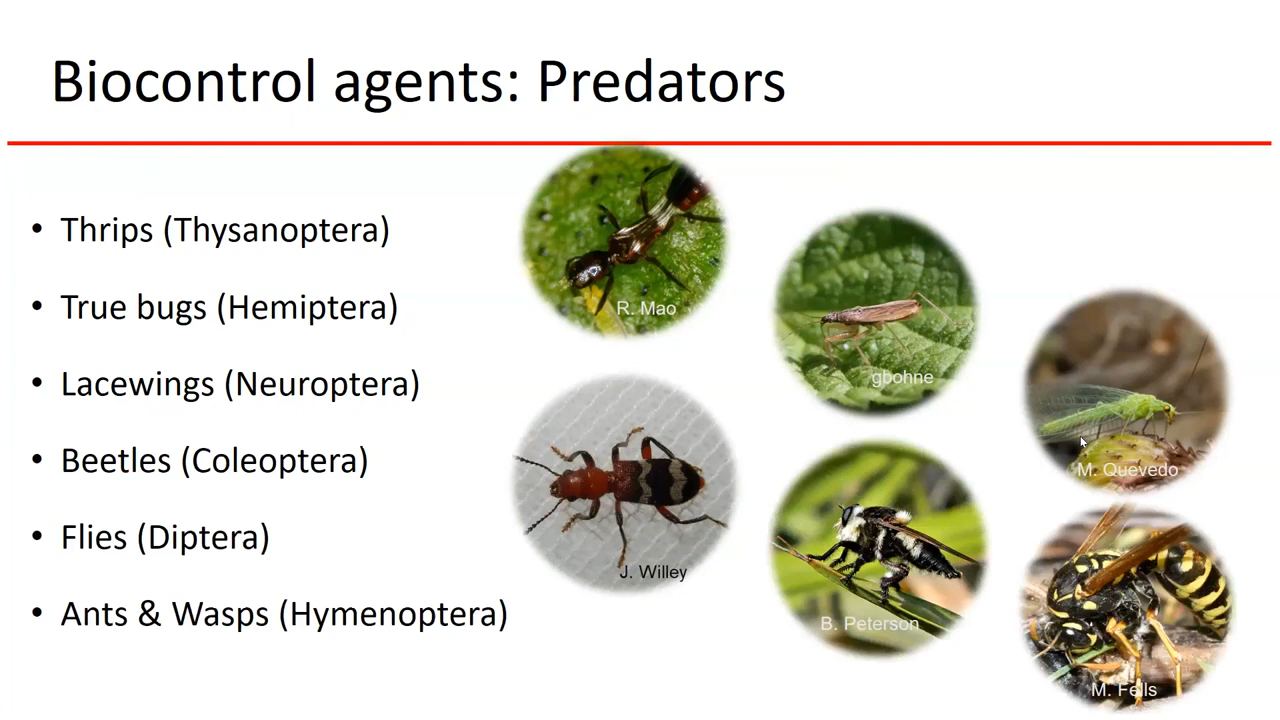 Biocontrol agents: Predators
• Thrips (Thysanoptera)
• True bugs (Hemiptera)
• Lacewings (Neuroptera)
• Beetles (Coleoptera)
• Flies (Diptera)
• Ants & Wasps (Hymenoptera)
R. Mao
gbohne
M. Quevedo
J. Willey
B. Peterson
M. Fells